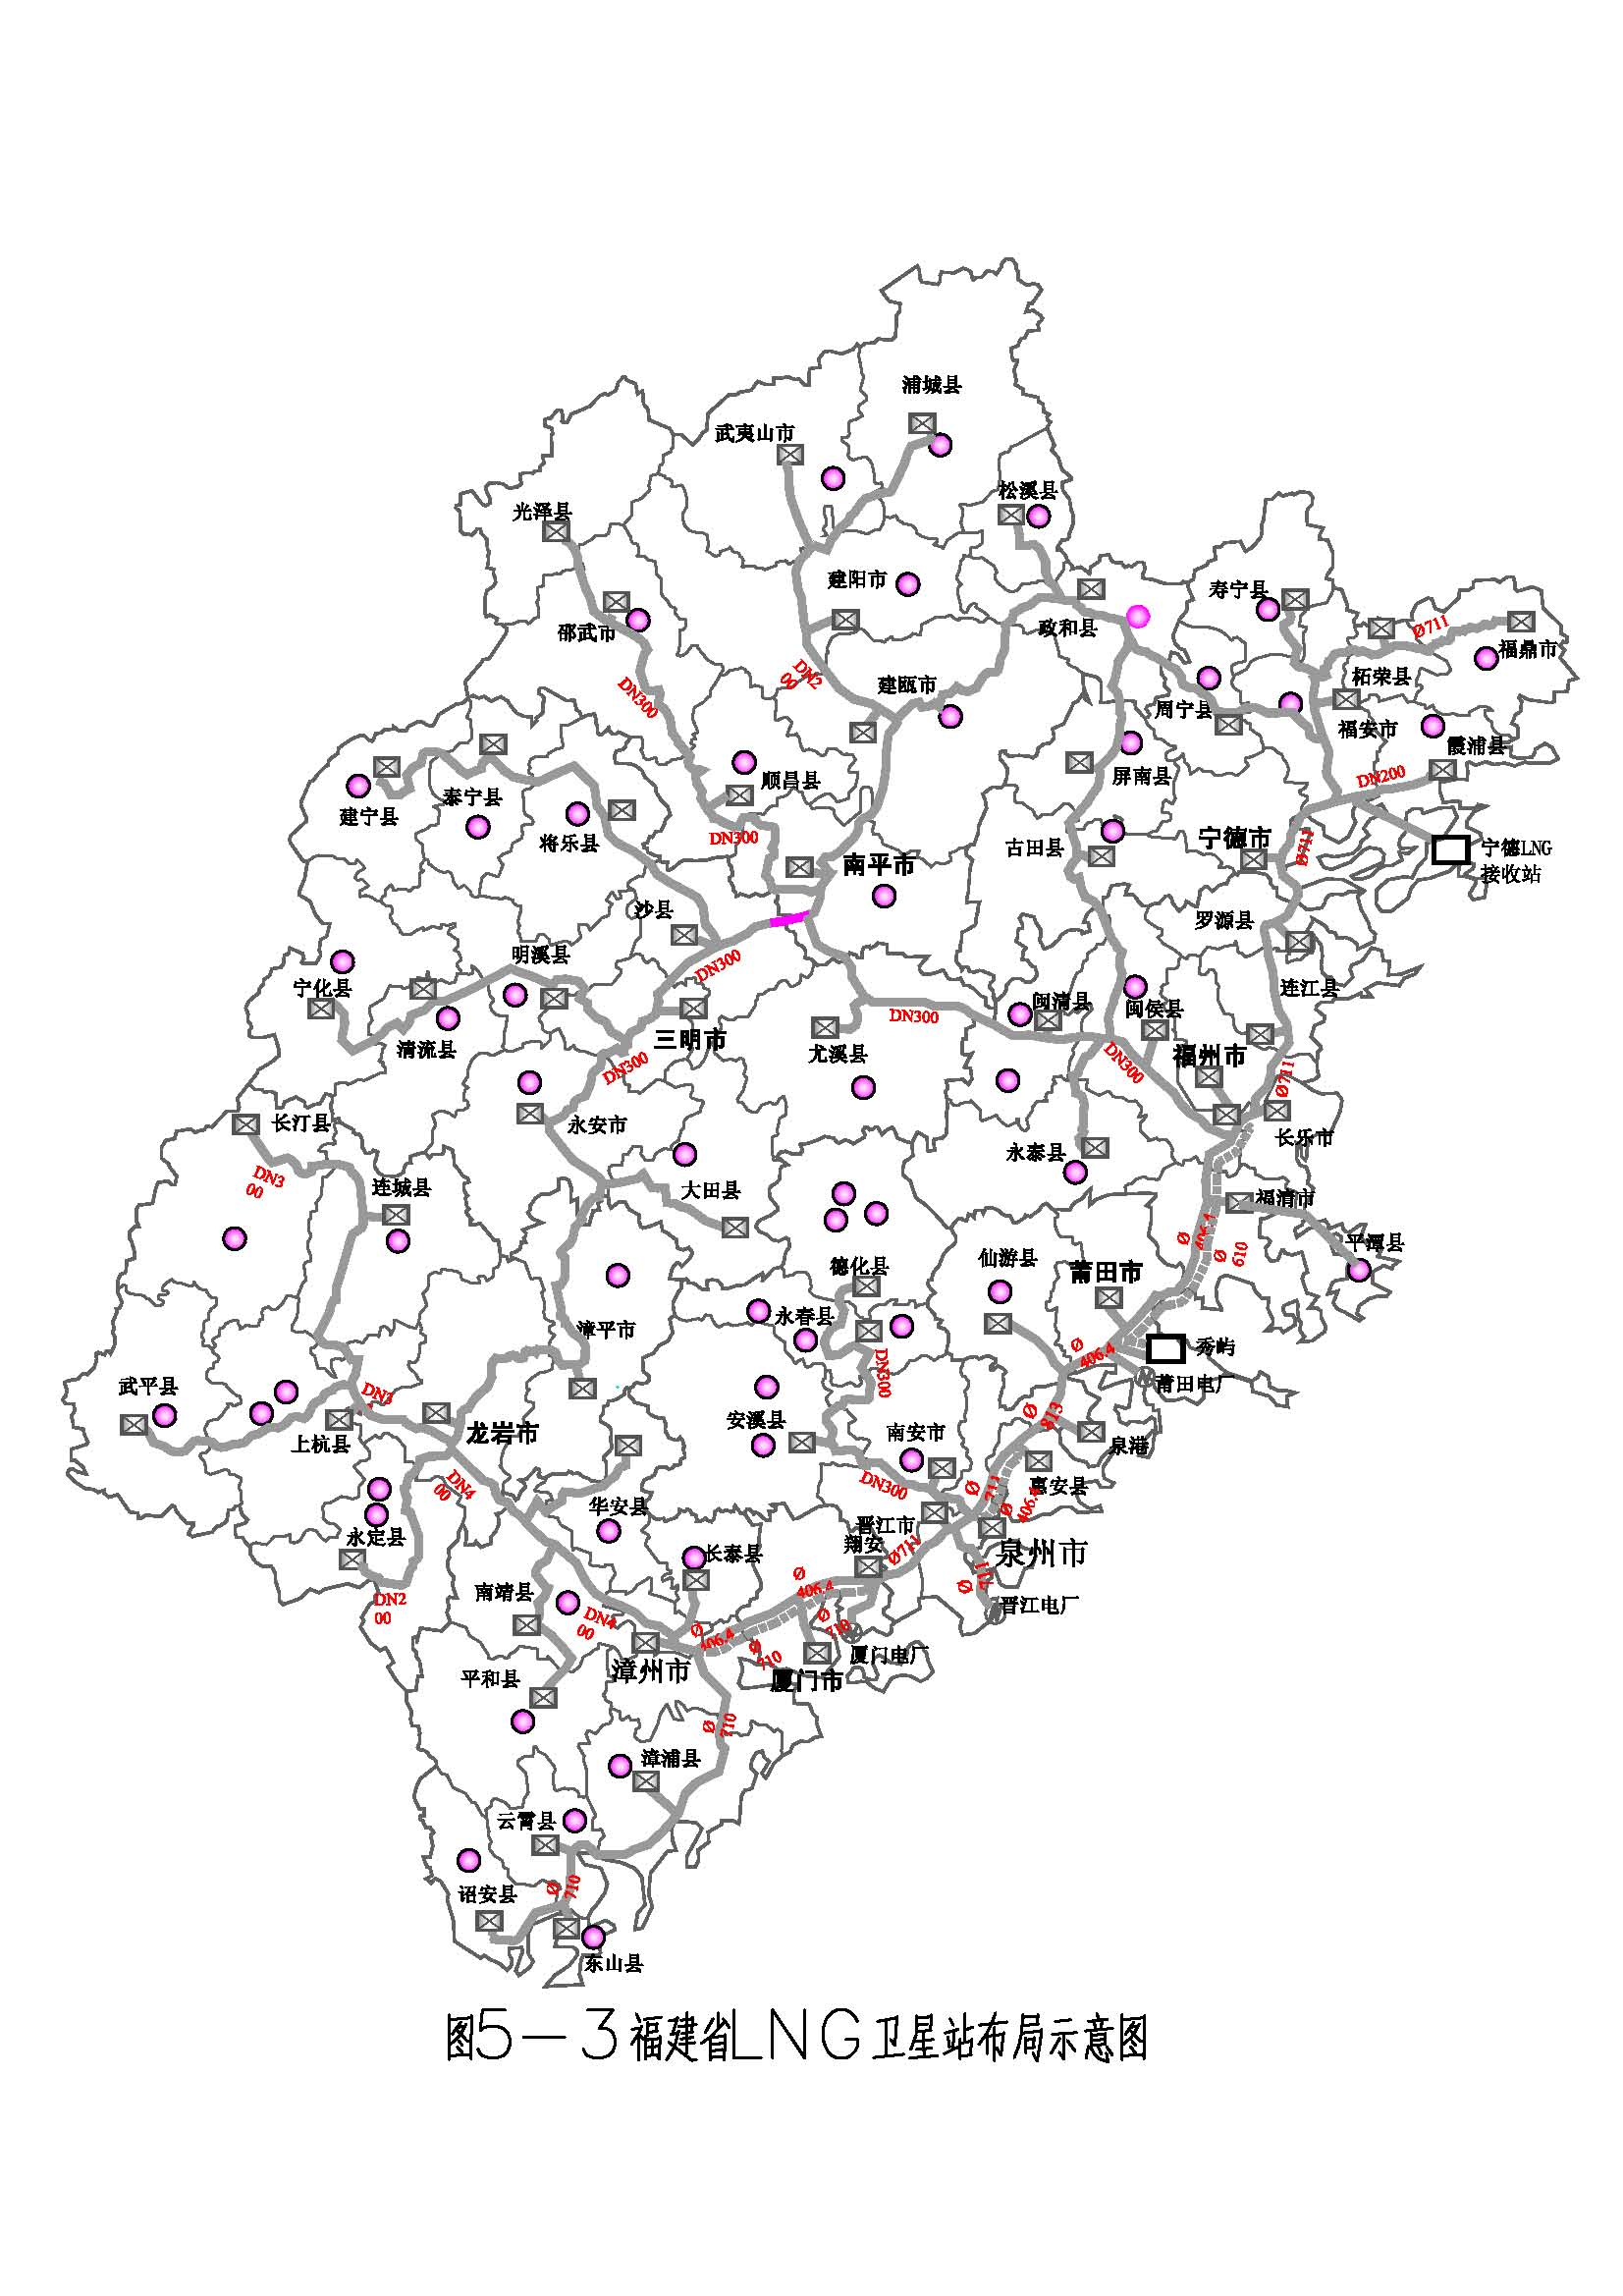 浦城县
武夷山市
松溪县
光泽县
建阳市
寿宁县
邵武市
政和县
Ø711
福鼎市
柘荣县
DN2
00
DN300
建瓯市
周宁县
福安市
霞浦县
屏南县
DN200
顺昌县
泰宁县
建宁县
将乐县
DN300
古田县
宁德市
Ø711
宁德LNG
接收站
南平市
沙县
罗源县
明溪县
DN300
宁化县
连江县
闽清县
闽侯县
DN300
清流县
三明市
尤溪县
福州市
DN300
DN300
Ø711
长汀县
永安市
长乐市
永泰县
DN3
00
连城县
大田县
福清市
Ø
406.4
Ø
610
平潭县
德化县
仙游县
莆田市
永春县
漳平市
秀屿
Ø
406.4
DN300
莆田电厂
武平县
DN3
上杭县
龙岩市
安溪县
南安市
Ø
813
泉港
DN4
00
DN300
Ø
711
惠安县
Ø
406.4
永定县
华安县
晋江市
翔安
Ø711
泉州市
长泰县
DN2
00
南靖县
Ø
406.4
Ø
711
晋江电厂
DN4
00
Ø
406.4
Ø
710
Ø
710
厦门电厂
平和县
漳州市
厦门市
Ø
710
漳浦县
云霄县
诏安县
Ø
710
东山县
图5-3福建省LNG卫星站布局示意图